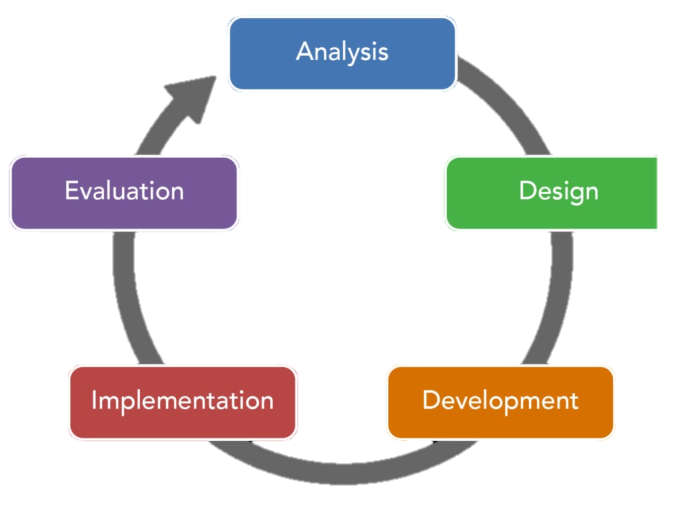 Analysis
Design
Development
Implementation
Evaluation